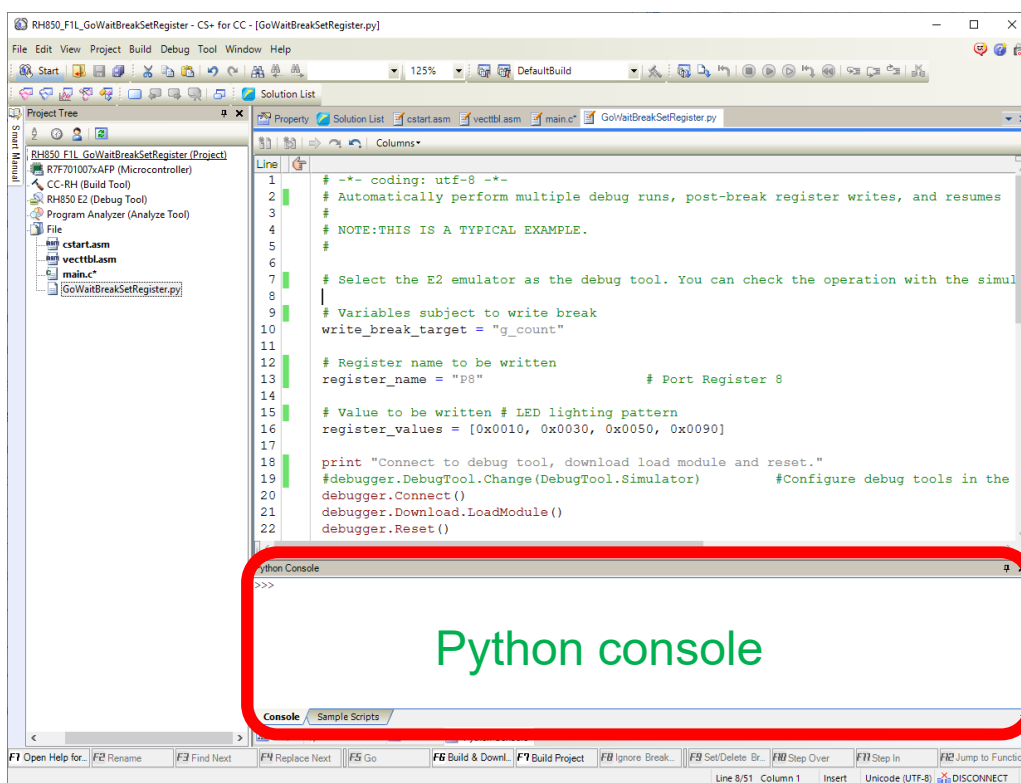 RH850_F1L_GoWaitBreakSetRegister - CS+ for CC - [GoWaitBreakSetRegister.py]
File Edit View Project Build Debug Tool Window Help
Start 125% DefaultBuild
Solution List
Project Tree
Property Solution List cstart.asm vecttbl.asm main.c* GoWaitBreakSetRegister.py
Smart Manual
Columns
RH850_F1L_GoWaitBreakSetRegister (Project)
R7F701007xAFP (Microcontroller)
CC-RH (Build Tool)
RH850 E2 (Debug Tool)
Program Analyzer (Analyze Tool)
File
cstart.asm
vecttbl.asm
main.c*
GoWaitBreakSetRegister.py
Line
1 # -*- coding: utf-8 -*-
2 # Automatically perform multiple debug runs, post-break register writes, and resumes
3 #
4 # NOTE:THIS IS A TYPICAL EXAMPLE.
5 #
6
7 # Select the E2 emulator as the debug tool. You can check the operation with the simul
8
9 # Variables subject to write break
10 write_break_target = "g_count"
11
12 # Register name to be written
13 register_name = "P8" # Port Register 8
14
15 # Value to be written # LED lighting pattern
16 register_values = [0x0010, 0x0030, 0x0050, 0x0090]
17
18 print "Connect to debug tool, download load module and reset."
19 #debugger.DebugTool.Change(DebugTool.Simulator) #Configure debug tools in the
20 debugger.Connect()
21 debugger.Download.LoadModule()
22 debugger.Reset()
Python Console
>>>
Python console
Console Sample Scripts
F1 Open Help for... F2 Rename F3 Find Next F4 Replace Next F5 Go F6 Build & Downl... F7 Build Project F8 Ignore Break... F9 Set/Delete Br... F10 Step Over F11 Step In F12 Jump to Functio
Line 8/51 Column 1 Insert Unicode (UTF-8) DISCONNECT